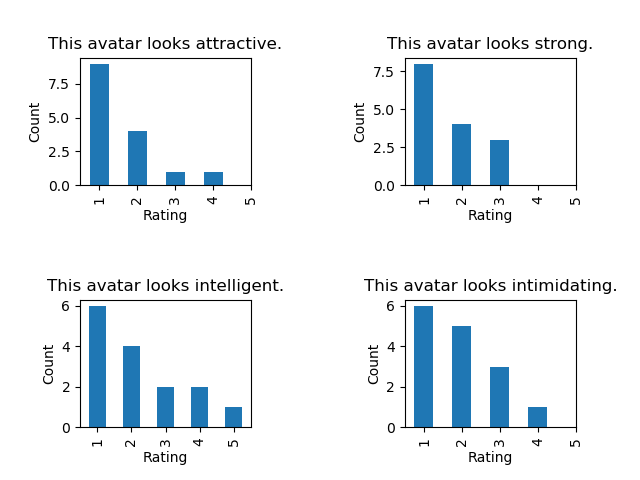 This avatar looks attractive.
Count
7.5
5.0
2.5
0.0
1 2 3 4 5
Rating
This avatar looks strong.
Count
7.5
5.0
2.5
0.0
1 2 3 4 5
Rating
This avatar looks intelligent.
Count
6
4
2
0
1 2 3 4 5
Rating
This avatar looks intimidating.
Count
6
4
2
0
1 2 3 4 5
Rating